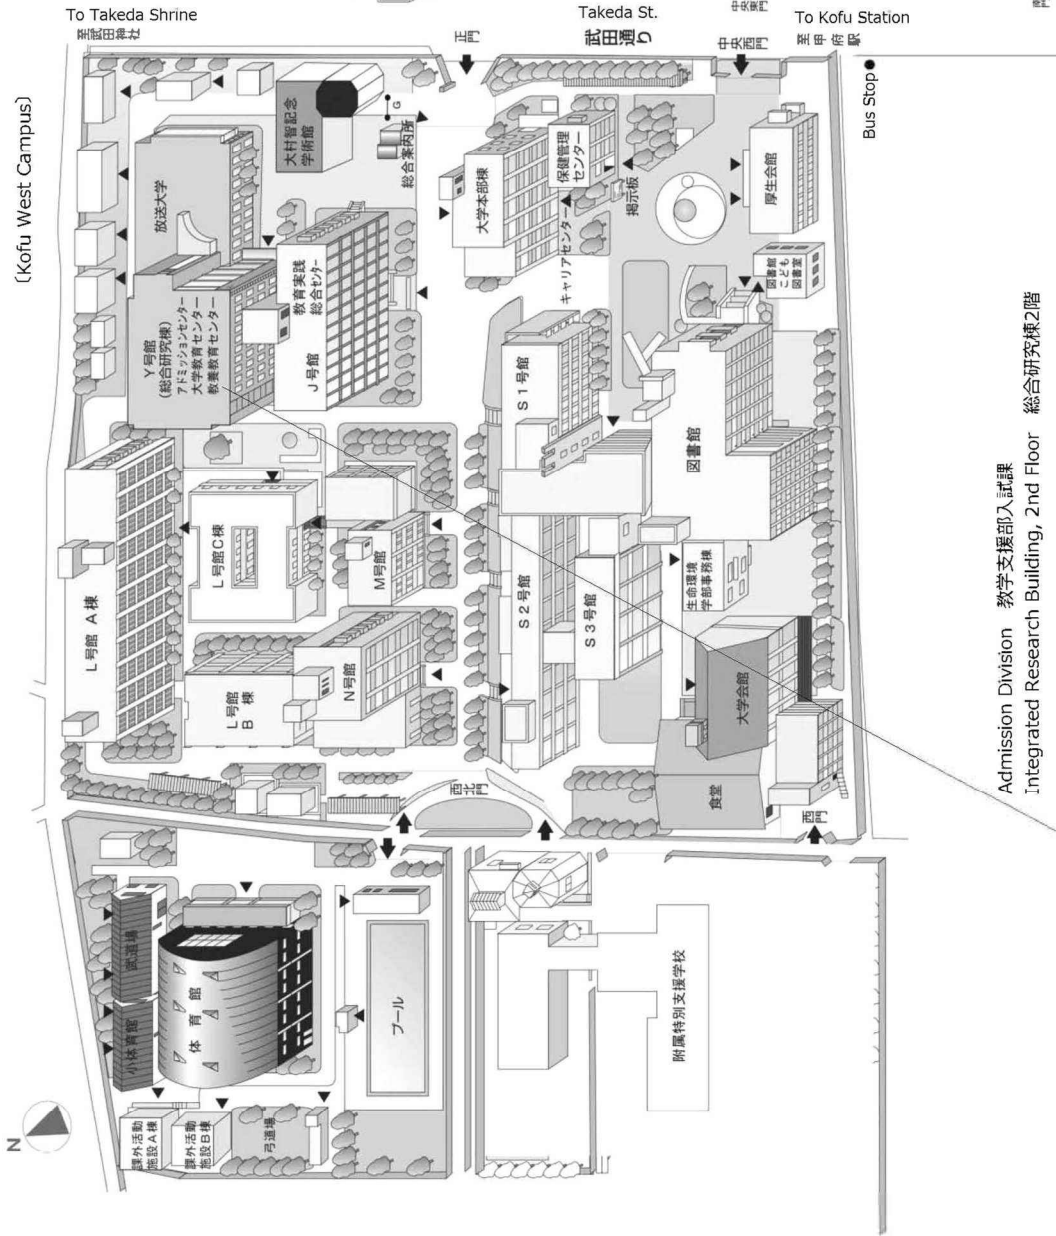 To Takeda Shrine
至武田神社
正門
Takeda St.
武田通り
中央東門
中央西門
To Kofu Station
至甲府駅
南門
Bus Stop●
(Kofu West Campus)
大村智記念
学術館
G
総合案内所
放送大学
大学本部棟
保健管理
センター
掲示板
キャリアセンター
厚生会館
図書館
こども
図書室
Y号館
(総合研究棟)
アドミッションセンター
大学教育センター
教養教育センター
教育実践
総合センター
J号館
S1号館
図書館
L号館 A棟
L号館C棟
M号館
L号館
B棟
N号館
S2号館
S3号館
生命環境
学部事務棟
大学会館
食堂
西北門
西門
武道場
小体育館
体育館
プール
附属特別支援学校
課外活動
施設A棟
課外活動
施設B棟
弓道場
N
Admission Division 教学支援部入試課
Integrated Research Building, 2nd Floor 総合研究棟2階